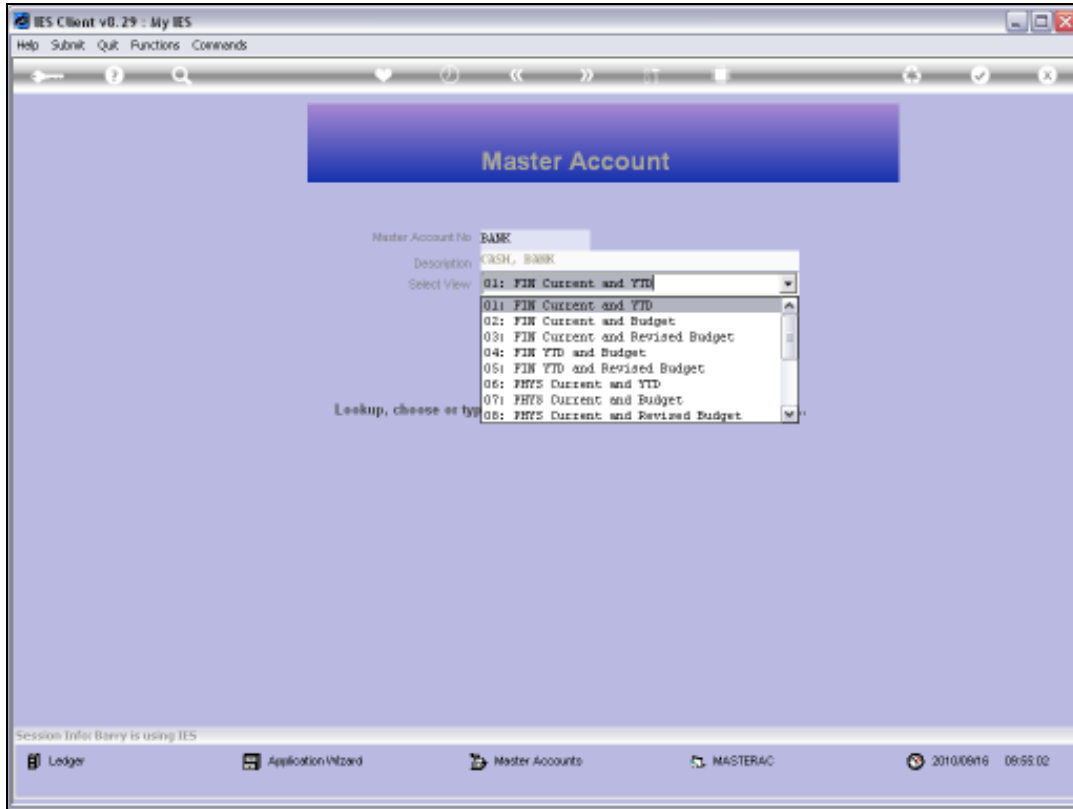 IES Client v8.29 : My IES
Help Submit Quit Functions Commands
Master Account
Master Account No BANK
Description CASH, BANK
Select View 01: FIN Current and YTD
01: FIN Current and YTD
02: FIN Current and Budget
03: FIN Current and Revised Budget
04: FIN YTD and Budget
05: FIN YTD and Revised Budget
06: PHYS Current and YTD
07: PHYS Current and Budget
08: PHYS Current and Revised Budget
Lookup, choose or typ
Session Info: Barry is using IES
Ledger Application Wizard Master Accounts MASTERAC 2010/09/16 09:55:02